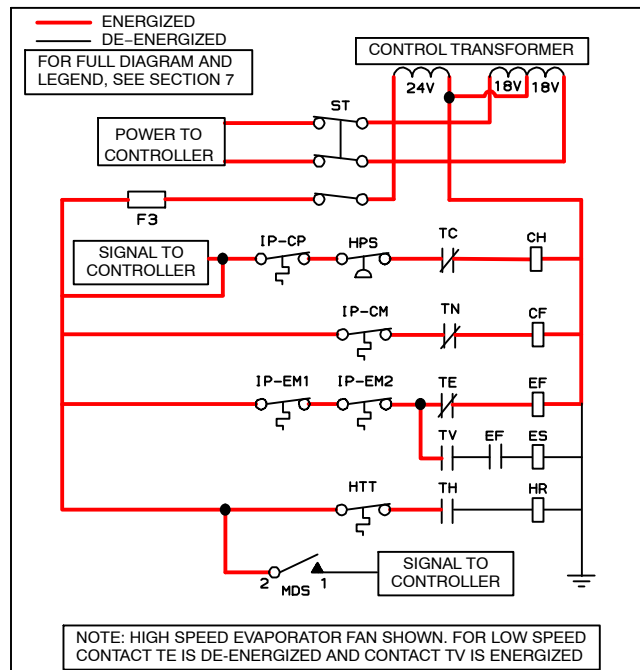 ENERGIZED
DE−ENERGIZED
FOR FULL DIAGRAM AND
LEGEND, SEE SECTION 7
CONTROL TRANSFORMER
24V
18V
18V
ST
POWER TO
CONTROLLER
F3
SIGNAL TO
CONTROLLER
IP-CP
HPS
TC
CH
IP-CM
TN
CF
IP-EM1
IP-EM2
TE
EF
TV
EF
ES
HTT
TH
HR
2
MDS
1
SIGNAL TO
CONTROLLER
NOTE: HIGH SPEED EVAPORATOR FAN SHOWN. FOR LOW SPEED
CONTACT TE IS DE-ENERGIZED AND CONTACT TV IS ENERGIZED